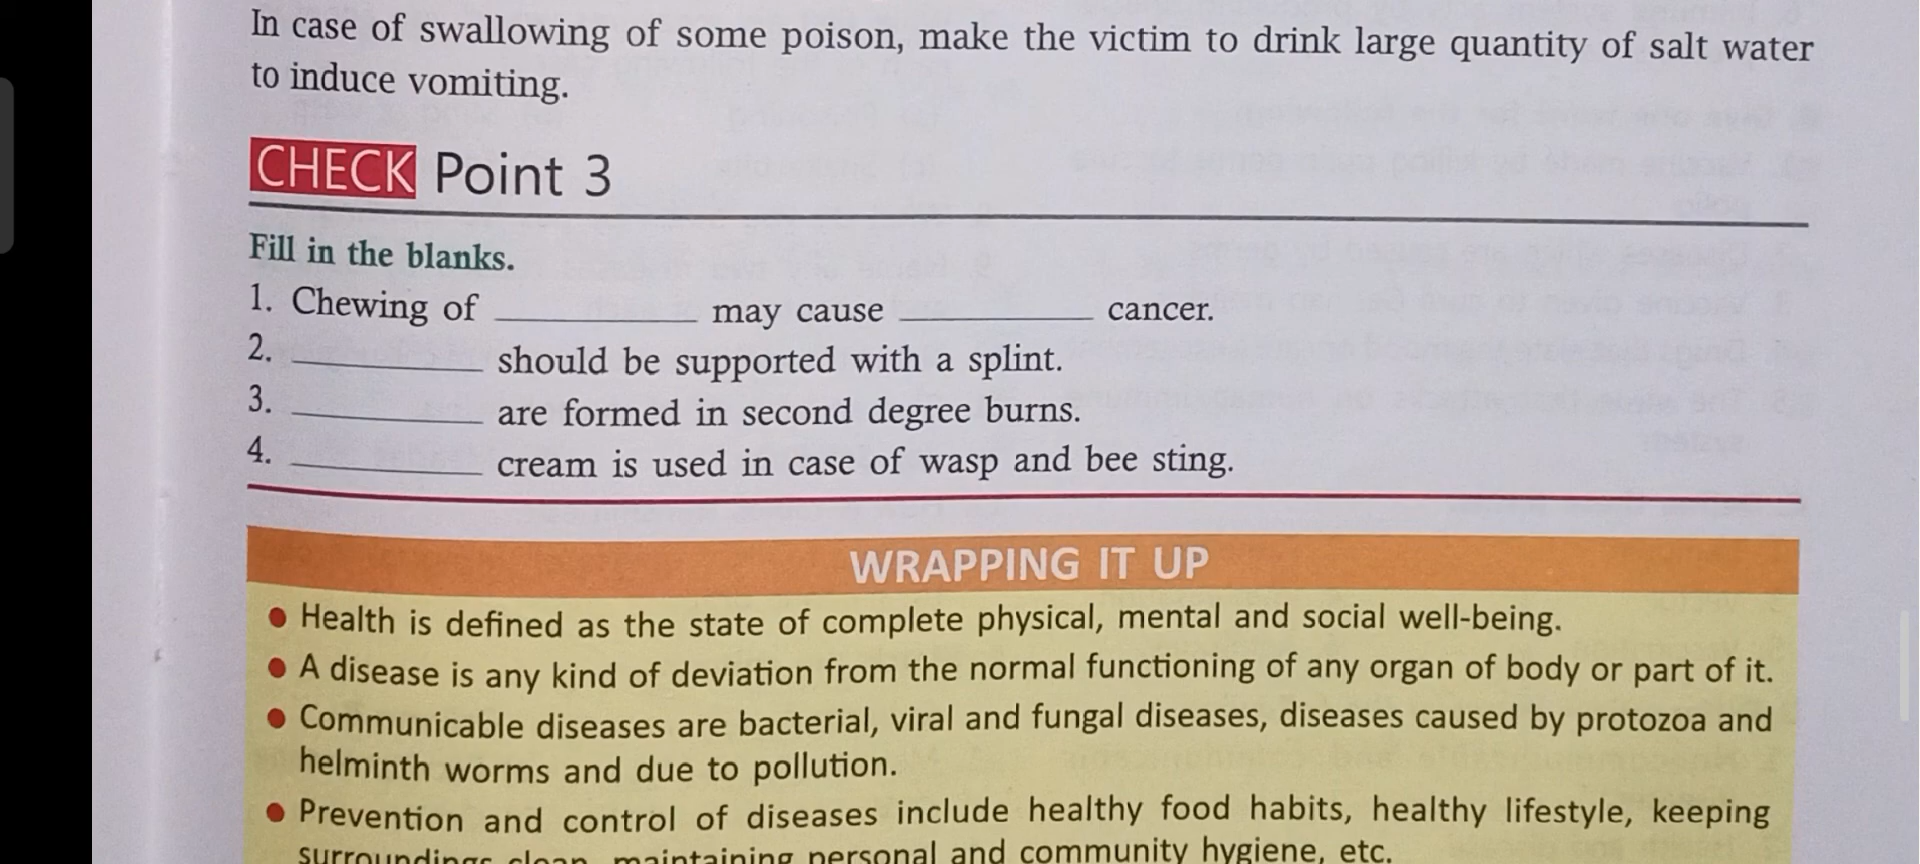 In case of swallowing of some poison, make the victim to drink large quantity of salt water
to induce vomiting.
CHECK Point 3
Fill in the blanks.
1. Chewing of ____________ may cause ____________ cancer.
2. ____________ should be supported with a splint.
3. ____________ are formed in second degree burns.
4. ____________ cream is used in case of wasp and bee sting.
WRAPPING IT UP
● Health is defined as the state of complete physical, mental and social well-being.
● A disease is any kind of deviation from the normal functioning of any organ of body or part of it.
● Communicable diseases are bacterial, viral and fungal diseases, diseases caused by protozoa and
helminth worms and due to pollution.
● Prevention and control of diseases include healthy food habits, healthy lifestyle, keeping
surroundings clean, maintaining personal and community hygiene, etc.